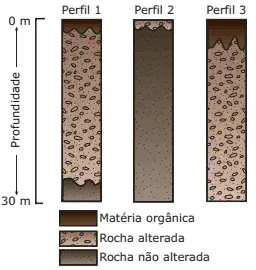 Perfil 1 Perfil 2 Perfil 3
0 m
Profundidade
30 m
Matéria orgânica
Rocha alterada
Rocha não alterada